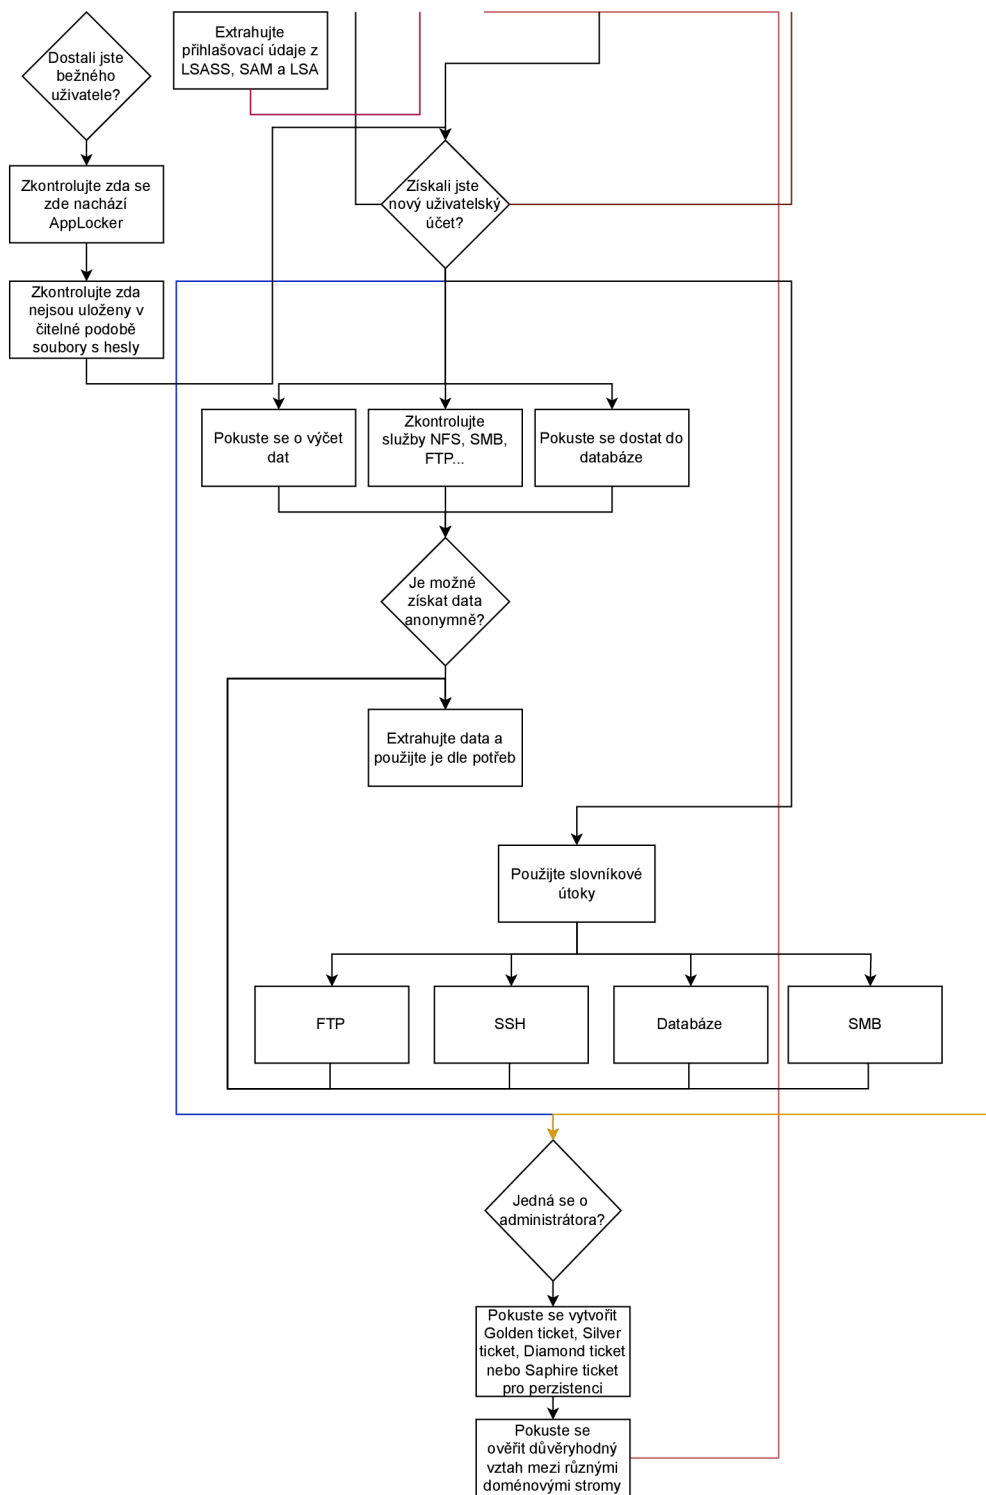 Dostali jste
bežného
uživatele?
Extrahujte
přihlašovací údaje z
LSASS, SAM a LSA
Zkontrolujte zda se
zde nachází
AppLocker
Získali jste
nový uživatelský
účet?
Zkontrolujte zda
nejsou uloženy v
čitelné podobě
soubory s hesly
Pokuste se o výčet
dat
Zkontrolujte
služby NFS, SMB,
FTP...
Pokuste se dostat do
databáze
Je možné
získat data
anonymně?
Extrahujte data a
použijte je dle potřeb
Použijte slovníkové
útoky
FTP
SSH
Databáze
SMB
Jedná se o
administrátora?
Pokuste se vytvořit
Golden ticket, Silver
ticket, Diamond ticket
nebo Saphire ticket
pro perzistenci
Pokuste se
ověřit důvěryhodný
vztah mezi různými
doménovými stromy